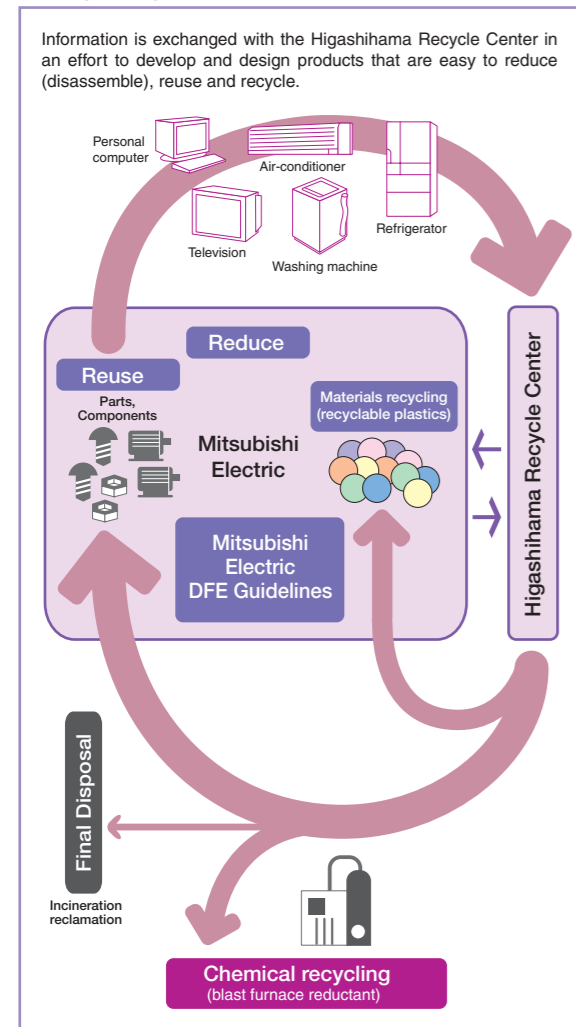 Information is exchanged with the Higashihama Recycle Center in
an effort to develop and design products that are easy to reduce
(disassemble), reuse and recycle.
Personal
computer
Air-conditioner
Television
Washing machine
Refrigerator
Reduce
Reuse
Parts,
Components
Materials recycling
(recyclable plastics)
Mitsubishi
Electric
Mitsubishi
Electric
DFE Guidelines
Higashihama Recycle Center
Final Disposal
Incineration
reclamation
Chemical recycling
(blast furnace reductant)